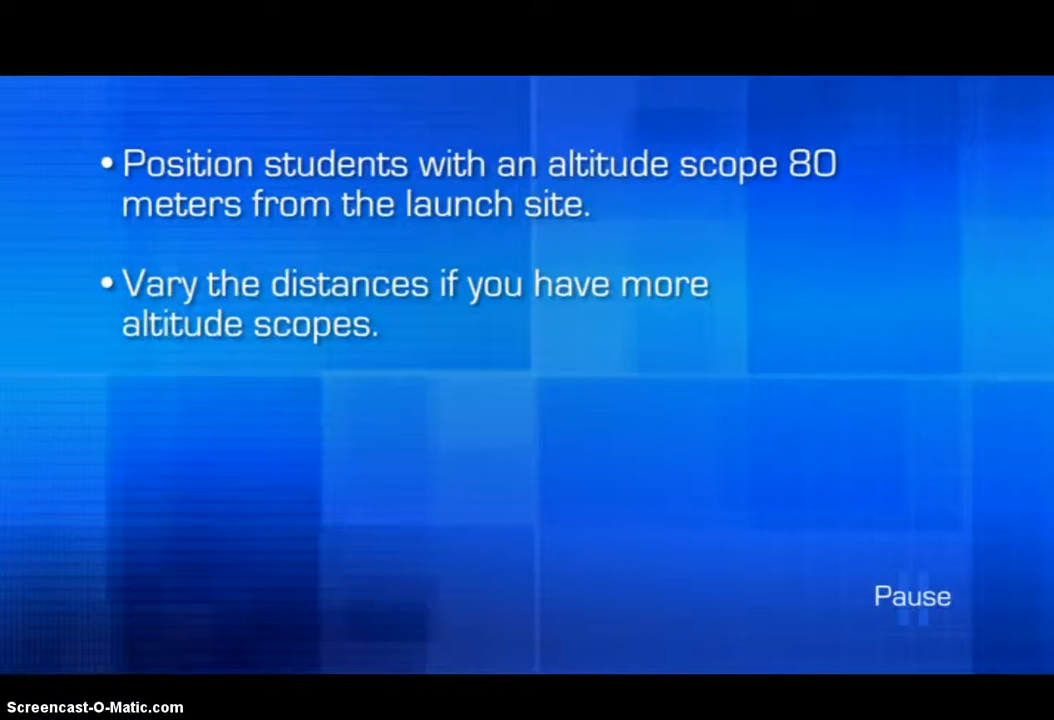 • Position students with an altitude scope 80
meters from the launch site.
• Vary the distances if you have more
altitude scopes.
Pause
Screencast-O-Matic.com